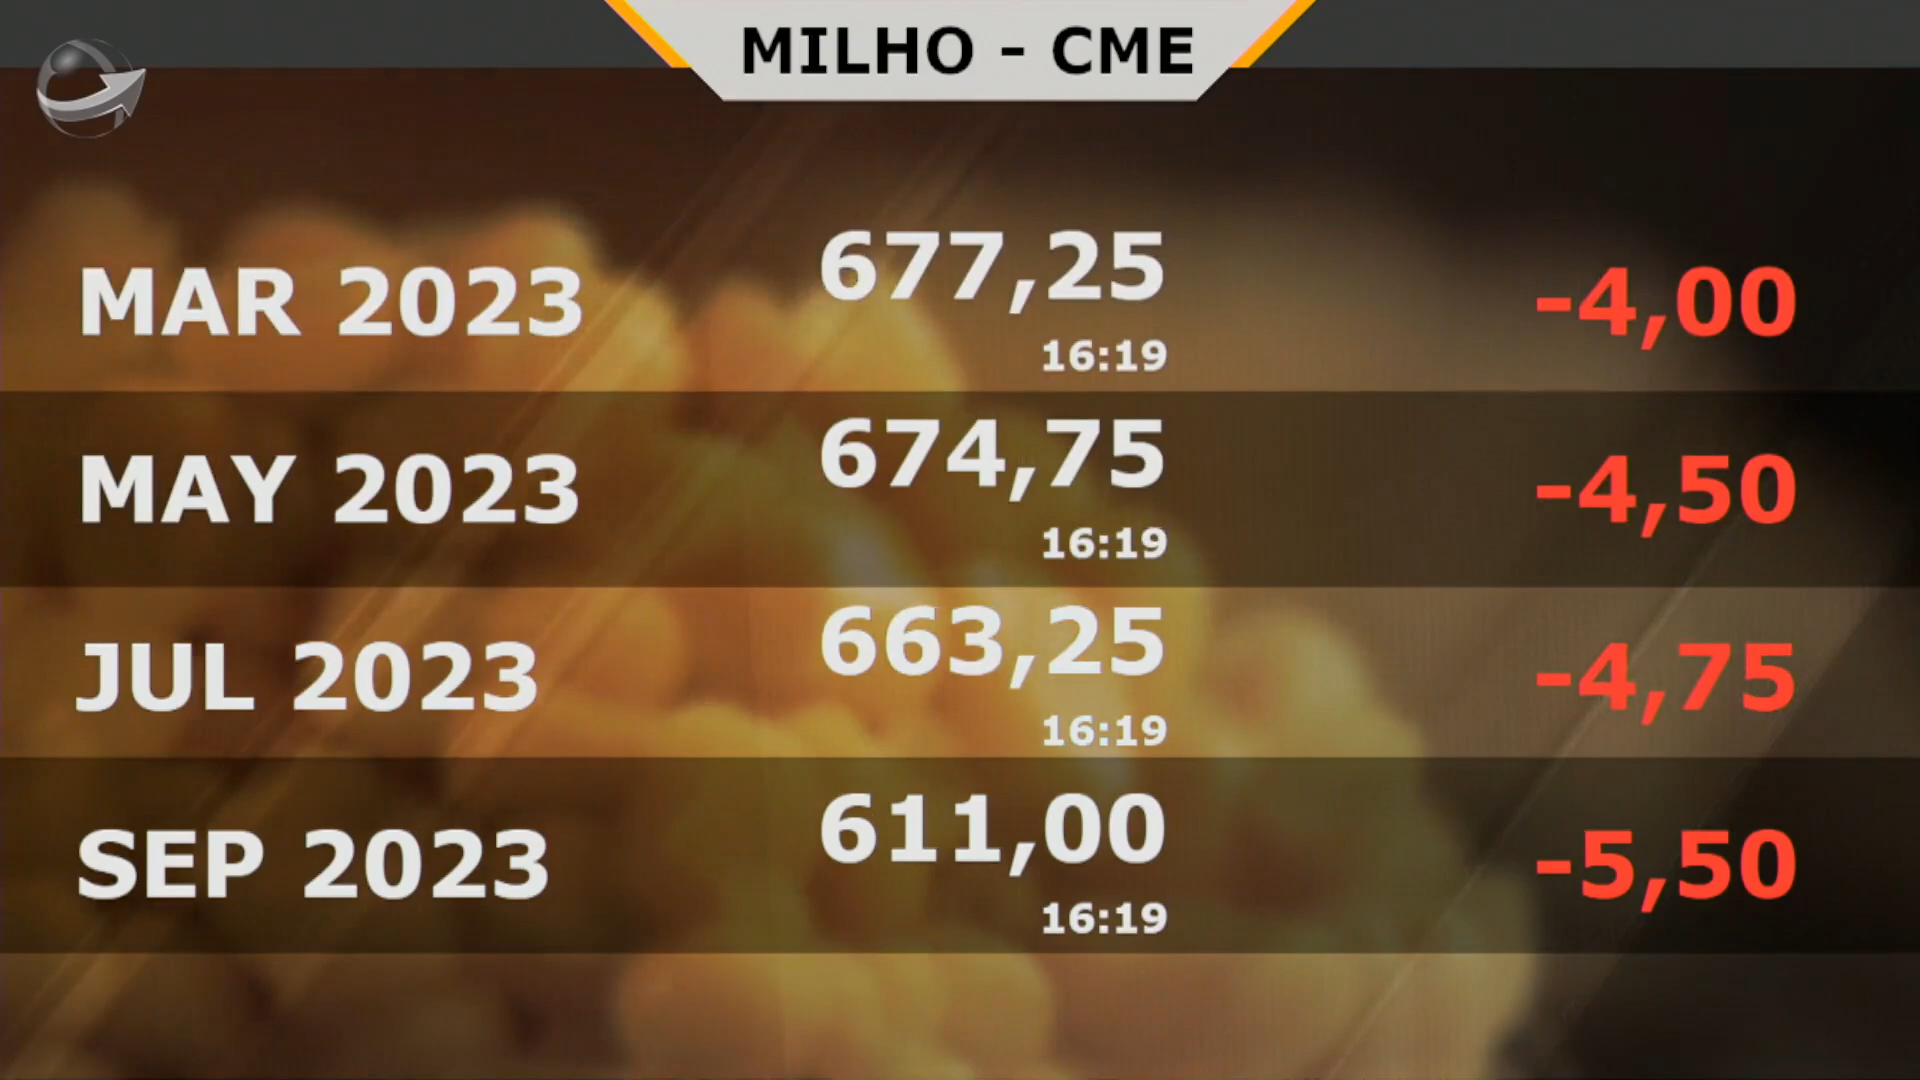 MILHO - CME
MAR 2023 677,25 -4,00
16:19
MAY 2023 674,75 -4,50
16:19
JUL 2023 663,25 -4,75
16:19
SEP 2023 611,00 -5,50
16:19